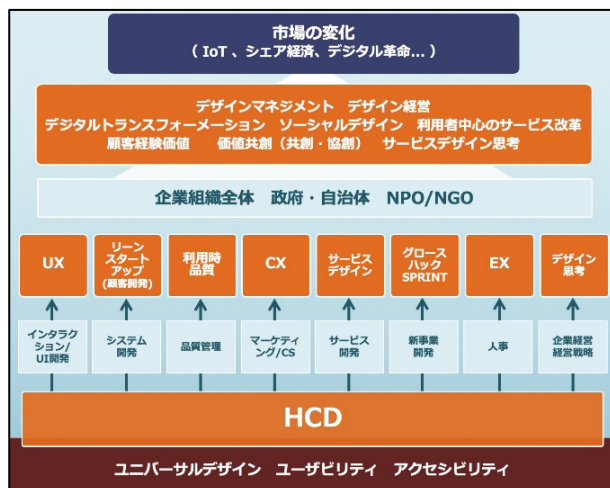 市場の変化
( IoT 、シェア経済、デジタル革命... )
デザインマネジメント デザイン経営
デジタルトランスフォーメーション ソーシャルデザイン 利用者中心のサービス改革
顧客経験価値 価値共創（共創・協創） サービスデザイン思考
企業組織全体 政府・自治体 NPO/NGO
UX
リーン
スタート
アップ
(顧客開発)
利用時
品質
CX
サービス
デザイン
グロース
ハック
SPRINT
EX
デザイン
思考
インタラク
ション/
UI開発
システム
開発
品質管理
マーケティ
ング/CS
サービス
開発
新事業
開発
人事
企業経営
経営戦略
HCD
ユニバーサルデザイン ユーザビリティ アクセシビリティ